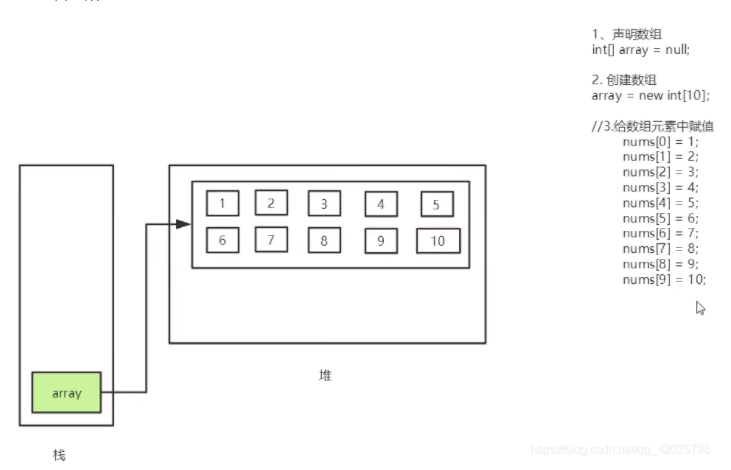 1、声明数组
int[] array = null;
2. 创建数组
array = new int[10];
//3.给数组元素中赋值
nums[0] = 1;
nums[1] = 2;
nums[2] = 3;
nums[3] = 4;
nums[4] = 5;
nums[5] = 6;
nums[6] = 7;
nums[7] = 8;
nums[8] = 9;
nums[9] = 10;
1 2 3 4 5
6 7 8 9 10
array
堆
栈
https://blog.csdn.net/qq_42025798